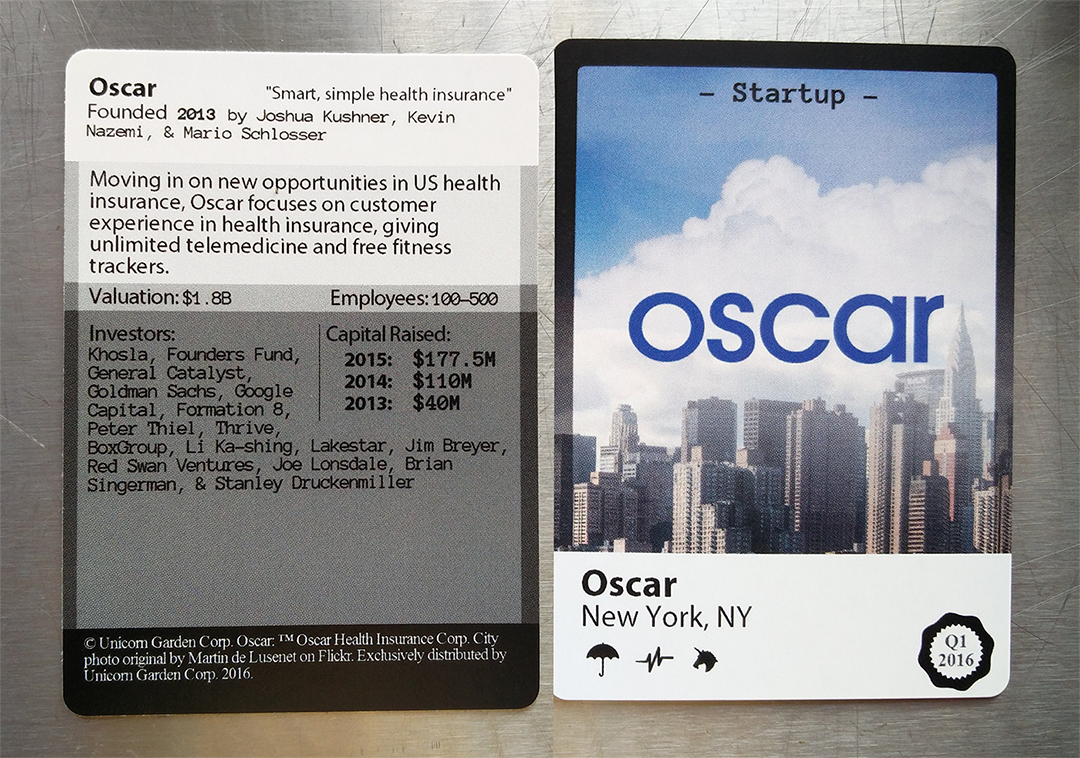 Oscar "Smart, simple health insurance"
Founded 2013 by Joshua Kushner, Kevin
Nazemi, & Mario Schlosser
Moving in on new opportunities in US health
insurance, Oscar focuses on customer
experience in health insurance, giving
unlimited telemedicine and free fitness
trackers.
Valuation: $1.8B Employees: 100-500
Investors:
Khosla, Founders Fund,
General Catalyst,
Goldman Sachs, Google
Capital, Formation 8,
Peter Thiel, Thrive,
BoxGroup, Li Ka-shing, Lakestar, Jim Breyer,
Red Swan Ventures, Joe Lonsdale, Brian
Singerman, & Stanley Druckenmiller
Capital Raised:
2015: $177.5M
2014: $110M
2013: $40M
© Unicorn Garden Corp. Oscar: ™ Oscar Health Insurance Corp. City
photo original by Martin de Lusenet on Flickr. Exclusively distributed by
Unicorn Garden Corp. 2016.
- Startup -
oscar
Oscar
New York, NY
Q1
2016